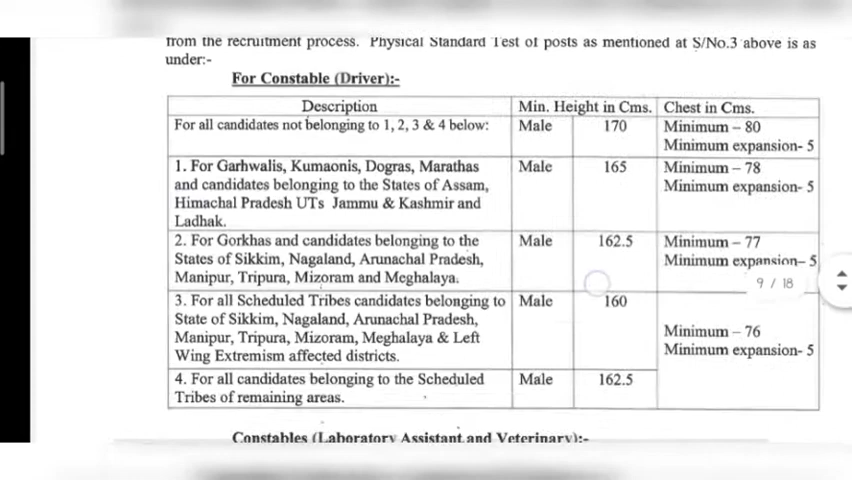 from the recruitment process. Physical Standard Test of posts as mentioned at S/No.3 above is as
under:-
For Constable (Driver):-
Description Min. Height in Cms. Chest in Cms.
For all candidates not belonging to 1, 2, 3 & 4 below: Male 170 Minimum – 80
Minimum expansion- 5
1. For Garhwalis, Kumaonis, Dogras, Marathas Male 165 Minimum – 78
and candidates belonging to the States of Assam, Minimum expansion- 5
Himachal Pradesh UTs Jammu & Kashmir and
Ladhak.
2. For Gorkhas and candidates belonging to the Male 162.5 Minimum – 77
States of Sikkim, Nagaland, Arunachal Pradesh, Minimum expansion– 5
Manipur, Tripura, Mizoram and Meghalaya.
9 / 18
3. For all Scheduled Tribes candidates belonging to Male 160
State of Sikkim, Nagaland, Arunachal Pradesh,
Manipur, Tripura, Mizoram, Meghalaya & Left Minimum – 76
Wing Extremism affected districts. Minimum expansion- 5
4. For all candidates belonging to the Scheduled Male 162.5
Tribes of remaining areas.
Constables (Laboratory Assistant and Veterinary):-